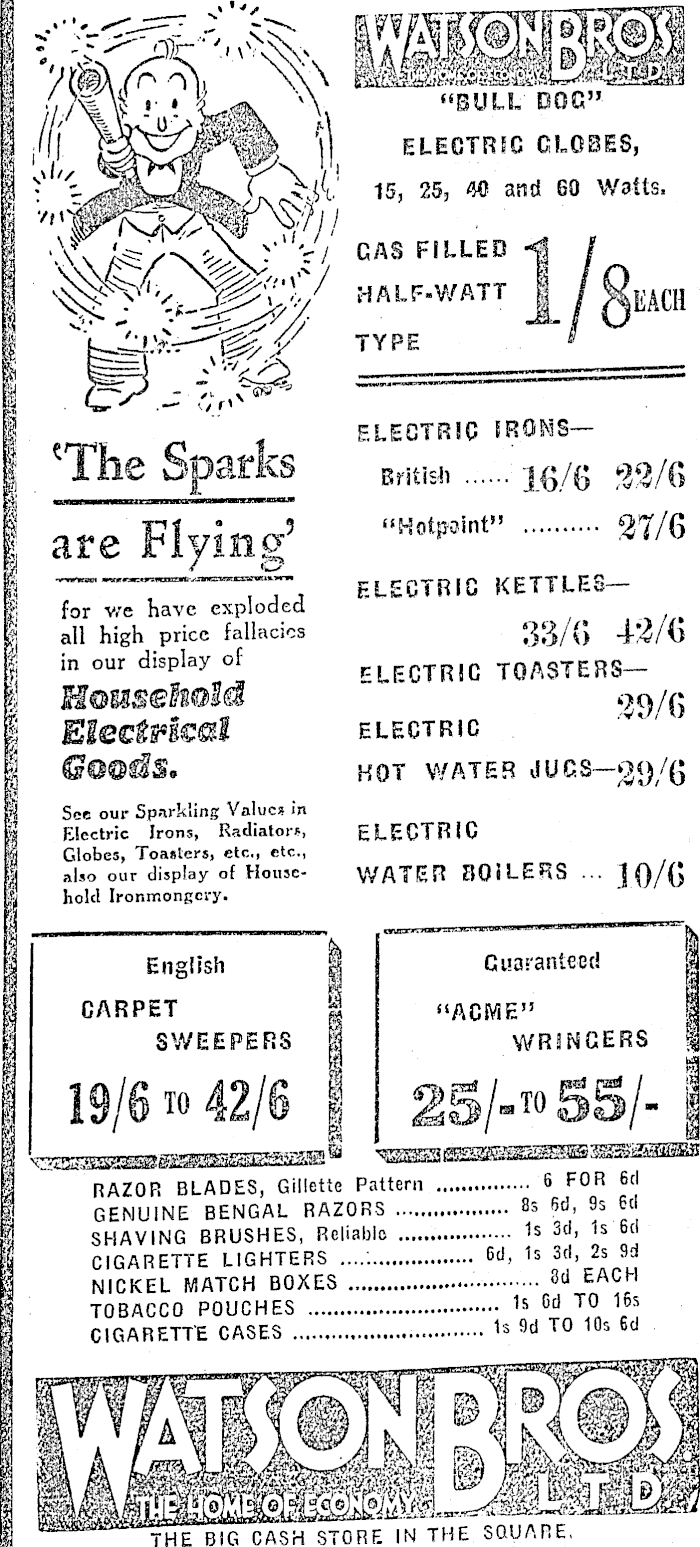 WATSON BROS
LTD
"BULL DOG"
ELECTRIC GLOBES,
15, 25, 40 and 60 Watts.
GAS FILLED
HALF-WATT
TYPE
1/8 EACH
'The Sparks
are Flying'
for we have exploded
all high price fallacies
in our display of
Household
Electrical
Goods.
See our Sparkling Values in
Electric Irons, Radiators,
Globes, Toasters, etc., etc.,
also our display of House-
hold Ironmongery.
ELECTRIC IRONS—
British ...... 16/6 22/6
"Hotpoint" .......... 27/6
ELECTRIC KETTLES—
33/6 42/6
ELECTRIC TOASTERS—
29/6
ELECTRIC
HOT WATER JUGS—29/6
ELECTRIC
WATER BOILERS ... 10/6
English
CARPET
SWEEPERS
19/6 TO 42/6
Guaranteed
"ACME"
WRINGERS
25/- TO 55/-
RAZOR BLADES, Gillette Pattern ............... 6 FOR 6d
GENUINE BENGAL RAZORS .................. 8s 6d, 9s 6d
SHAVING BRUSHES, Reliable .................. 1s 3d, 1s 6d
CIGARETTE LIGHTERS ..................... 6d, 1s 3d, 2s 9d
NICKEL MATCH BOXES .............................. 8d EACH
TOBACCO POUCHES .............................. 1s 6d TO 16s
CIGARETTE CASES .............................. 1s 9d TO 10s 6d
WATSON BROS
THE HOME OF ECONOMY LTD
THE BIG CASH STORE IN THE SQUARE.